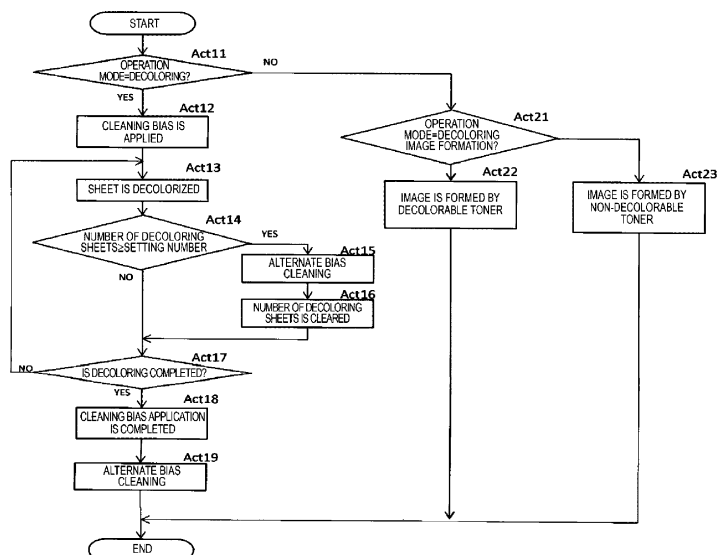 START
Act11
OPERATION
MODE=DECOLORING?
NO
YES
Act12
CLEANING BIAS IS
APPLIED
Act13
SHEET IS DECOLORIZED
Act14
NUMBER OF DECOLORING
SHEETS≥SETTING NUMBER
YES
NO
Act15
ALTERNATE BIAS
CLEANING
Act16
NUMBER OF DECOLORING
SHEETS IS CLEARED
Act17
IS DECOLORING COMPLETED?
NO
YES
Act18
CLEANING BIAS APPLICATION
IS COMPLETED
Act19
ALTERNATE BIAS
CLEANING
END
Act21
OPERATION
MODE=DECOLORING
IMAGE FORMATION?
Act22
IMAGE IS FORMED BY
DECOLORABLE TONER
Act23
IMAGE IS FORMED BY
NON-DECOLORABLE
TONER